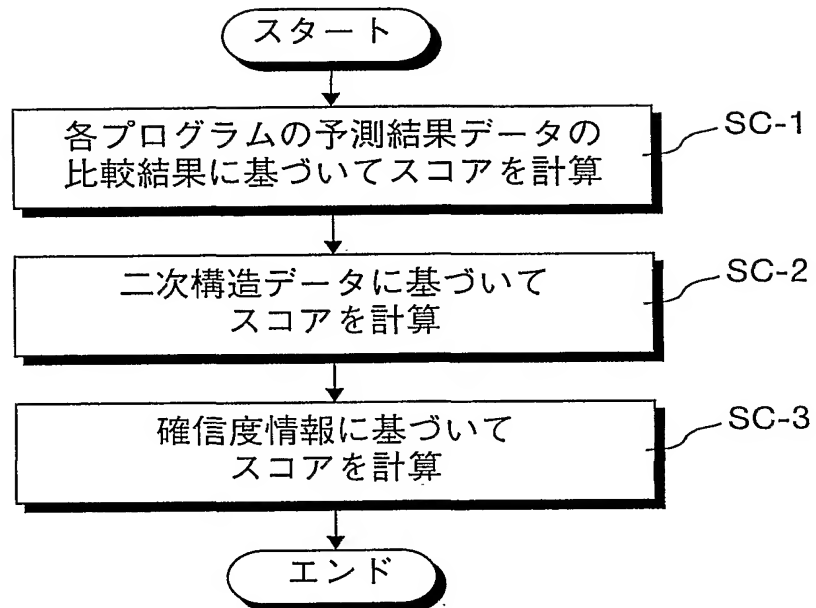 スタート
各プログラムの予測結果データの
比較結果に基づいてスコアを計算
SC-1
二次構造データに基づいて
スコアを計算
SC-2
確信度情報に基づいて
スコアを計算
SC-3
エンド